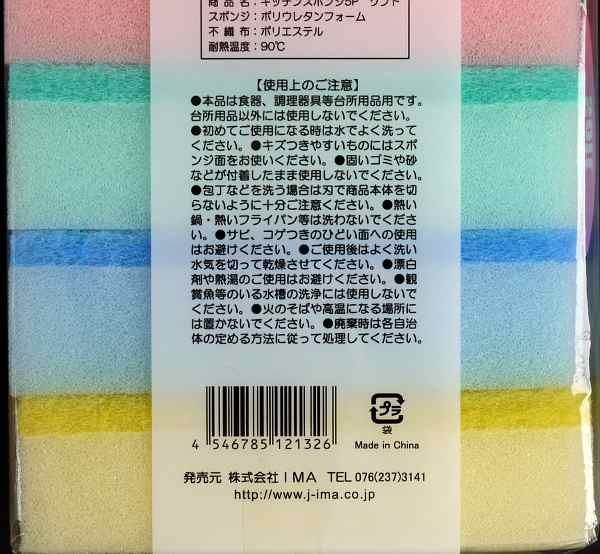 商 品 名：キッチンスポンジ5P ソフト
スポンジ：ポリウレタンフォーム
不 織 布：ポリエステル
耐熱温度：90℃
【使用上のご注意】
●本品は食器、調理器具等台所用品用です。
台所用品以外には使用しないでください。
●初めてご使用になる時は水でよく洗って
ください。●キズつきやすいものにはスポ
ンジ面をお使いください。●固いゴミや砂
などが付着したまま使用しないでください。
●包丁などを洗う場合は刃で商品本体を切
らないように十分ご注意ください。●熱い
鍋・熱いフライパン等は洗わないでくださ
い。●サビ、コゲつきのひどい面への使用
はお避けください。●ご使用後はよく洗い
水気を切って乾燥させてください。●漂白
剤や熱湯のご使用はお避けください。●観
賞魚等のいる水槽の洗浄には使用しないで
ください。●火のそばや高温になる場所に
は置かないでください。●廃棄時は各自治
体の定める方法に従って処理してください。
4 546785 121326
プラ
袋
Made in China
発売元 株式会社 I MA TEL 076(237)3141
http://www.j-ima.co.jp